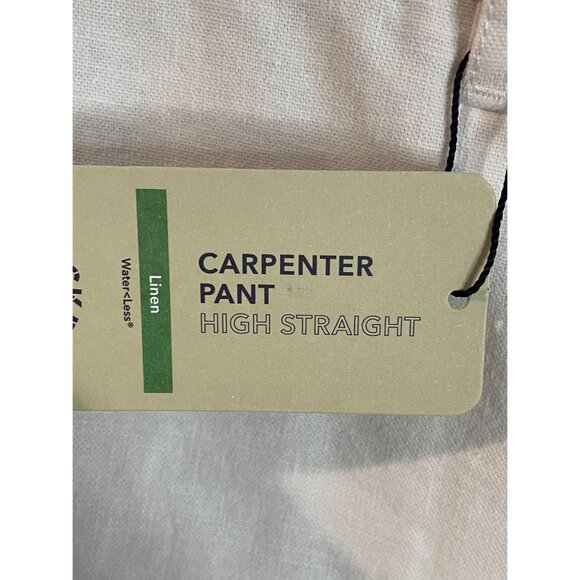 CARPENTER
PANT
HIGH STRAIGHT
Linen
Water<Less®